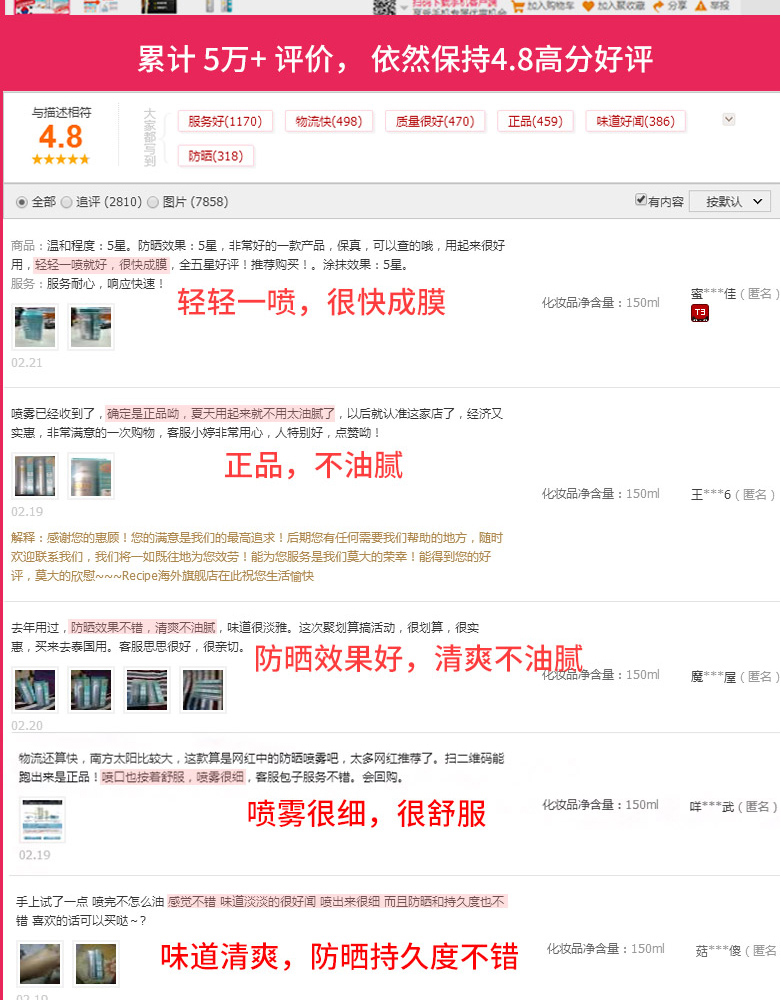 加入购物车 加入聚收藏 分享 举报
累计 5万+ 评价， 依然保持4.8高分好评
与描述相符
4.8
大家都写到
服务好(1170) 物流快(498) 质量很好(470) 正品(459) 味道好闻(386)
防晒(318)
全部 追评 (2810) 图片 (7858) 有内容 按默认
商品：温和程度：5星。防晒效果：5星，非常好的一款产品，保真，可以查的哦，用起来很好
用，轻轻一喷就好，很快成膜，全五星好评！推荐购买！。涂抹效果：5星。
服务：服务耐心，响应快速！
轻轻一喷，很快成膜
化妆品净含量：150ml
蜜***佳（匿名）
T3
02.21
喷雾已经收到了，确定是正品呦，夏天用起来就不用太油腻了，以后就认准这家店了，经济又
实惠，非常满意的一次购物，客服小婷非常用心，人特别好，点赞呦！
正品，不油腻
化妆品净含量：150ml
王***6（匿名）
02.19
解释：感谢您的惠顾！您的满意是我们的最高追求！后期您有任何需要我们帮助的地方，随时
欢迎联系我们，我们将一如既往地为您效劳！能为您服务是我们莫大的荣幸！能得到您的好
评，莫大的欣慰~~~Recipe海外旗舰店在此祝您生活愉快
去年用过，防晒效果不错，清爽不油腻，味道很淡雅。这次聚划算搞活动，很划算，很实
惠，买来去泰国用。客服思思很好，很亲切。
防晒效果好，清爽不油腻
化妆品净含量：150ml
魔***屋（匿名）
02.20
物流还算快，南方太阳比较大，这款算是网红中的防晒喷雾吧，太多网红推荐了。扫二维码能
跑出来是正品！喷口也按着舒服，喷雾很细，客服包子服务不错。会回购。
喷雾很细，很舒服
化妆品净含量：150ml
咩***武（匿名）
02.19
手上试了一点 喷完不怎么油 感觉不错 味道淡淡的很好闻 喷出来很细 而且防晒和持久度也不
错 喜欢的话可以买哒~？
味道清爽，防晒持久度不错
化妆品净含量：150ml
菇***傻（匿名
02.19